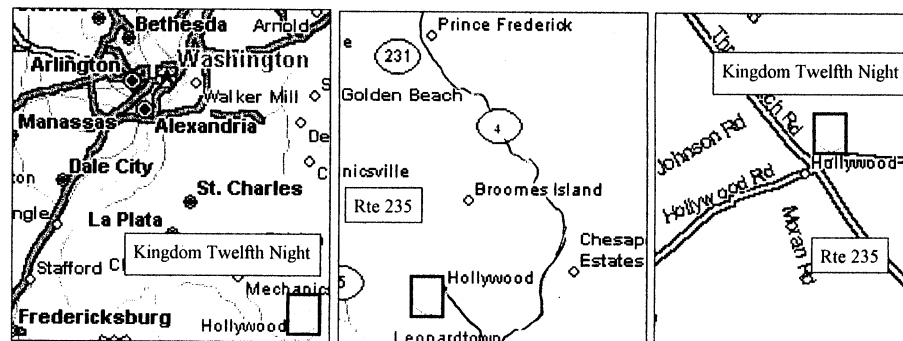 Bethesda
Arnold
Arlington
Washington
Walker Mill
Manassas
Alexandria
Dale City
St. Charles
La Plata
Kingdom Twelfth Night
Stafford
Mechanics
Hollywood
Fredericksburg
Prince Frederick
231
Golden Beach
4
nicsville
Rte 235
Broomes Island
Chesap
Estates
Hollywood
5
Leonardtown
Kingdom Twelfth Night
Johnson Rd
Hollywood
Hollywood Rd
Moran Rd
Rte 235